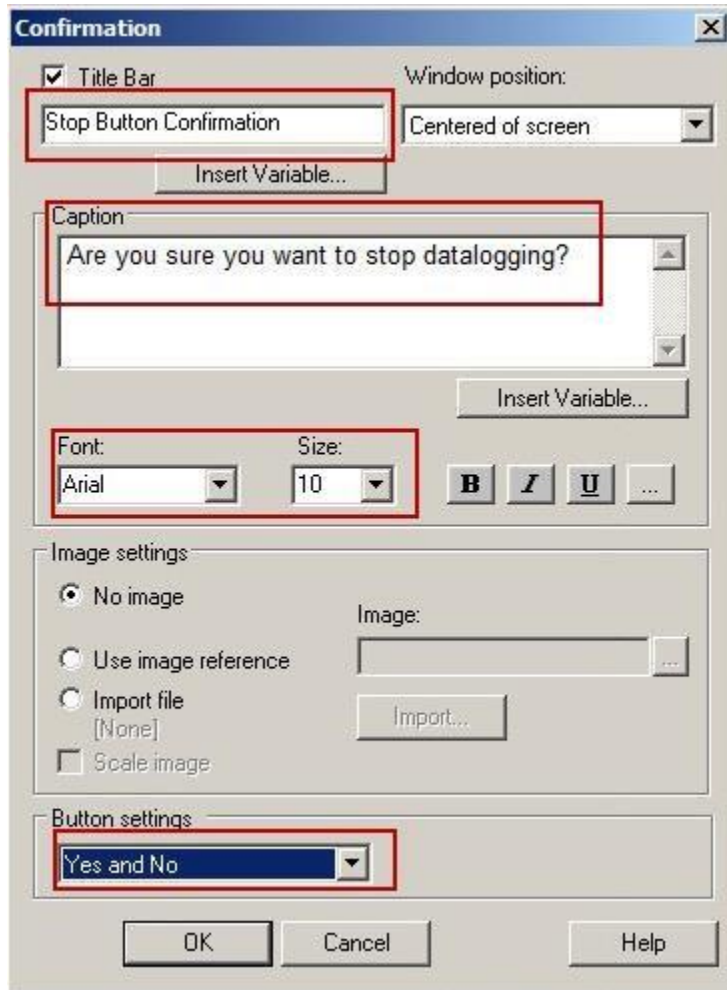 Confirmation
Title Bar
Window position:
Stop Button Confirmation
Centered of screen
Insert Variable...
Caption
Are you sure you want to stop datalogging?
Insert Variable...
Font:
Size:
Arial
10
B I U ...
Image settings
No image
Image:
Use image reference
...
Import file
[None]
Import...
Scale image
Button settings
Yes and No
OK
Cancel
Help